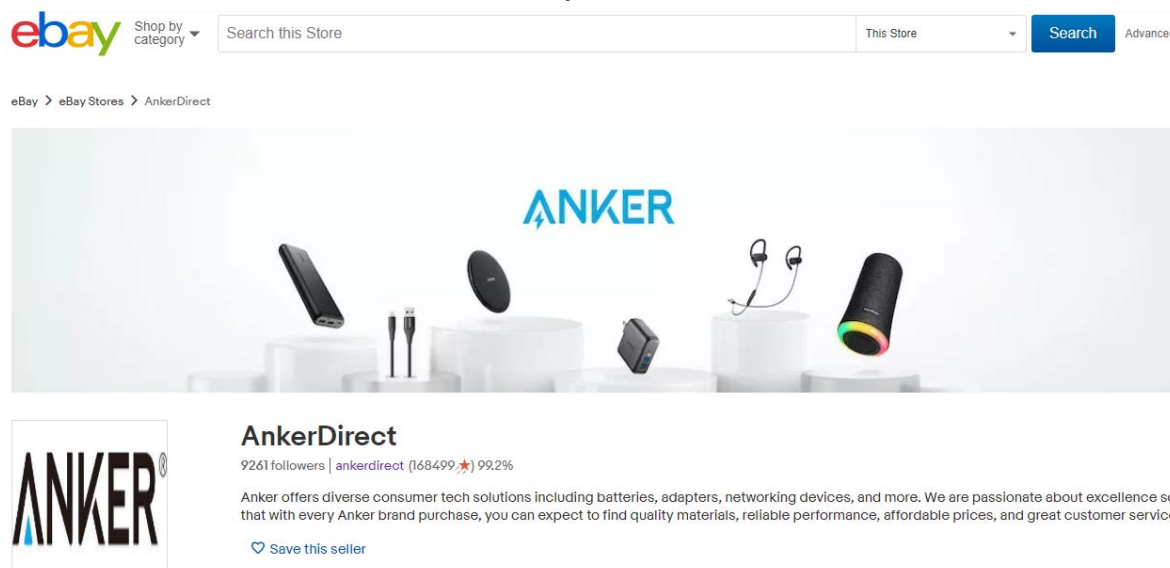 ebay Shop by category Search this Store This Store Search Advance
eBay > eBay Stores > AnkerDirect
ANKER
ANKER®
AnkerDirect
9261 followers | ankerdirect (168499) 99.2%
Anker offers diverse consumer tech solutions including batteries, adapters, networking devices, and more. We are passionate about excellence so
that with every Anker brand purchase, you can expect to find quality materials, reliable performance, affordable prices, and great customer service
Save this seller